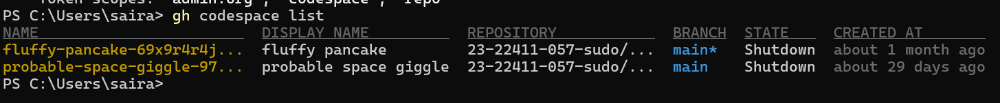 Token scopes: 'admin:org', 'codespace', 'repo'
PS C:\Users\saira> gh codespace list
NAME DISPLAY NAME REPOSITORY BRANCH STATE CREATED AT
fluffy-pancake-69x9r4r4j... fluffy pancake 23-22411-057-sudo/... main* Shutdown about 1 month ago
probable-space-giggle-97... probable space giggle 23-22411-057-sudo/... main Shutdown about 29 days ago
PS C:\Users\saira>